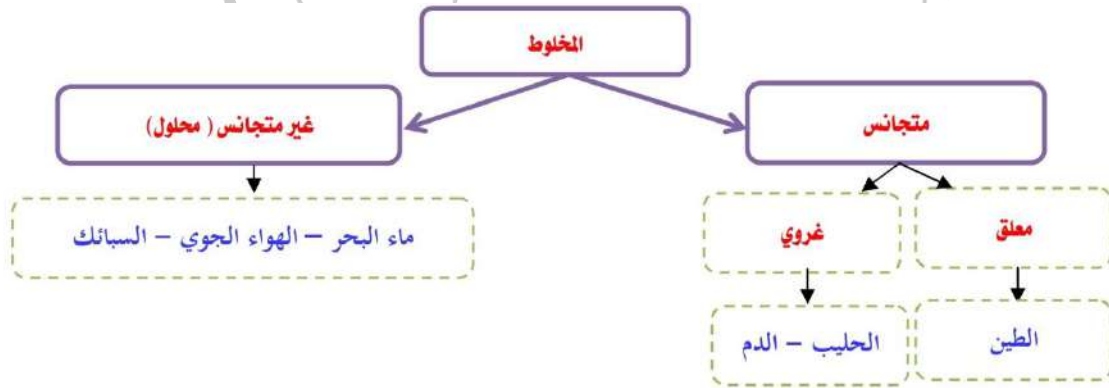 المخلوط
متجانس
غير متجانس (محلول)
معلق
غروي
ماء البحر – الهواء الجوي – السبائك
الطين
الحليب – الدم